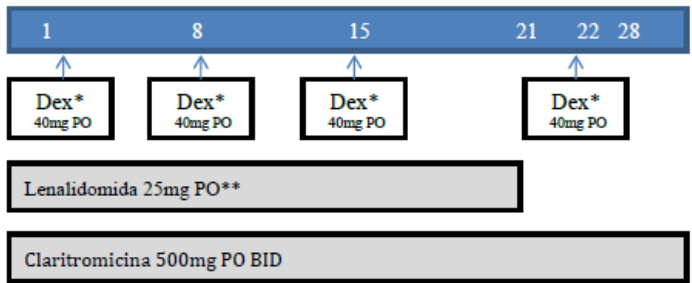 1 8 15 21 22 28
Dex* Dex* Dex* Dex*
40mg PO 40mg PO 40mg PO 40mg PO
Lenalidomida 25mg PO**
Claritromicina 500mg PO BID